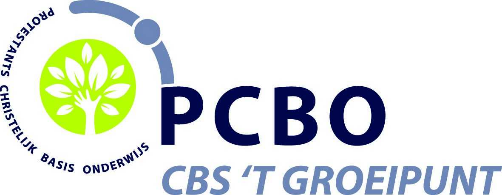 PROTESTANTS CHRISTELIJK BASIS ONDERWIJS
PCBO
CBS 'T GROEIPUNT